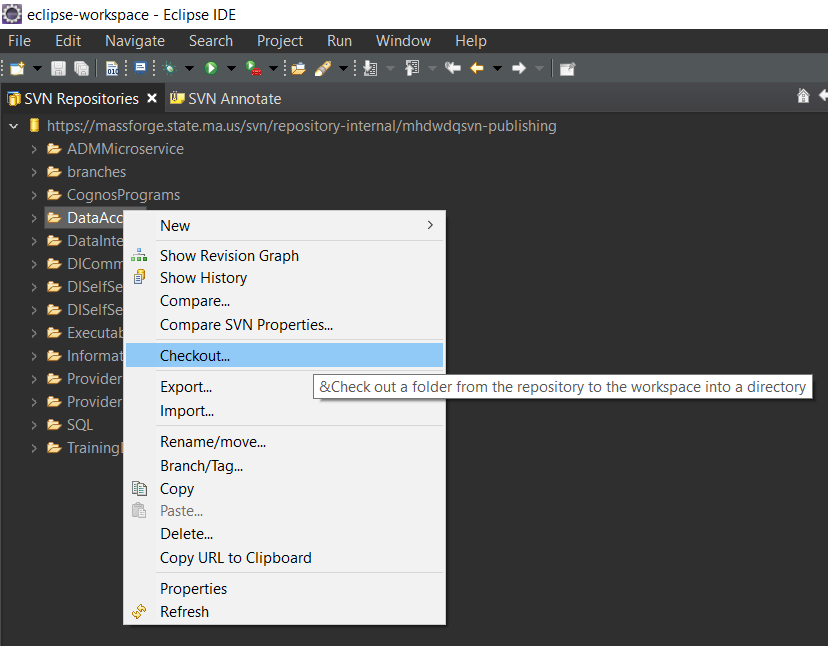 eclipse-workspace - Eclipse IDE
File Edit Navigate Search Project Run Window Help
SVN Repositories SVN Annotate
https://massforge.state.ma.us/svn/repository-internal/mhdwdqsvn-publishing
ADMMicroservice
branches
CognosPrograms
DataAcc
DataInte
DIComm
DISelfSe
DISelfSe
Executab
Informat
Provider
Provider
SQL
Training
New
Show Revision Graph
Show History
Compare...
Compare SVN Properties...
Checkout...
&Check out a folder from the repository to the workspace into a directory
Export...
Import...
Rename/move...
Branch/Tag...
Copy
Paste...
Delete...
Copy URL to Clipboard
Properties
Refresh